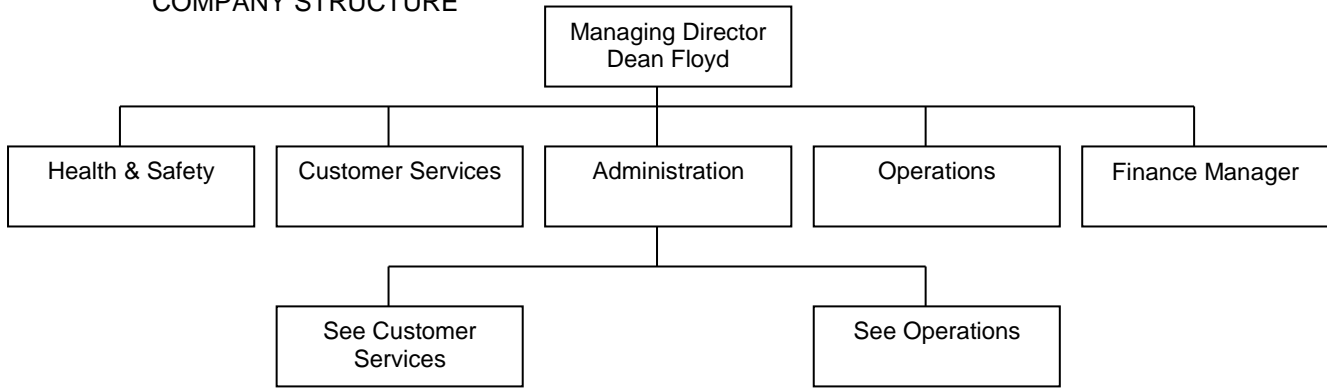 COMPANY STRUCTURE
Managing Director
Dean Floyd
Health & Safety
Customer Services
Administration
Operations
Finance Manager
See Customer
Services
See Operations